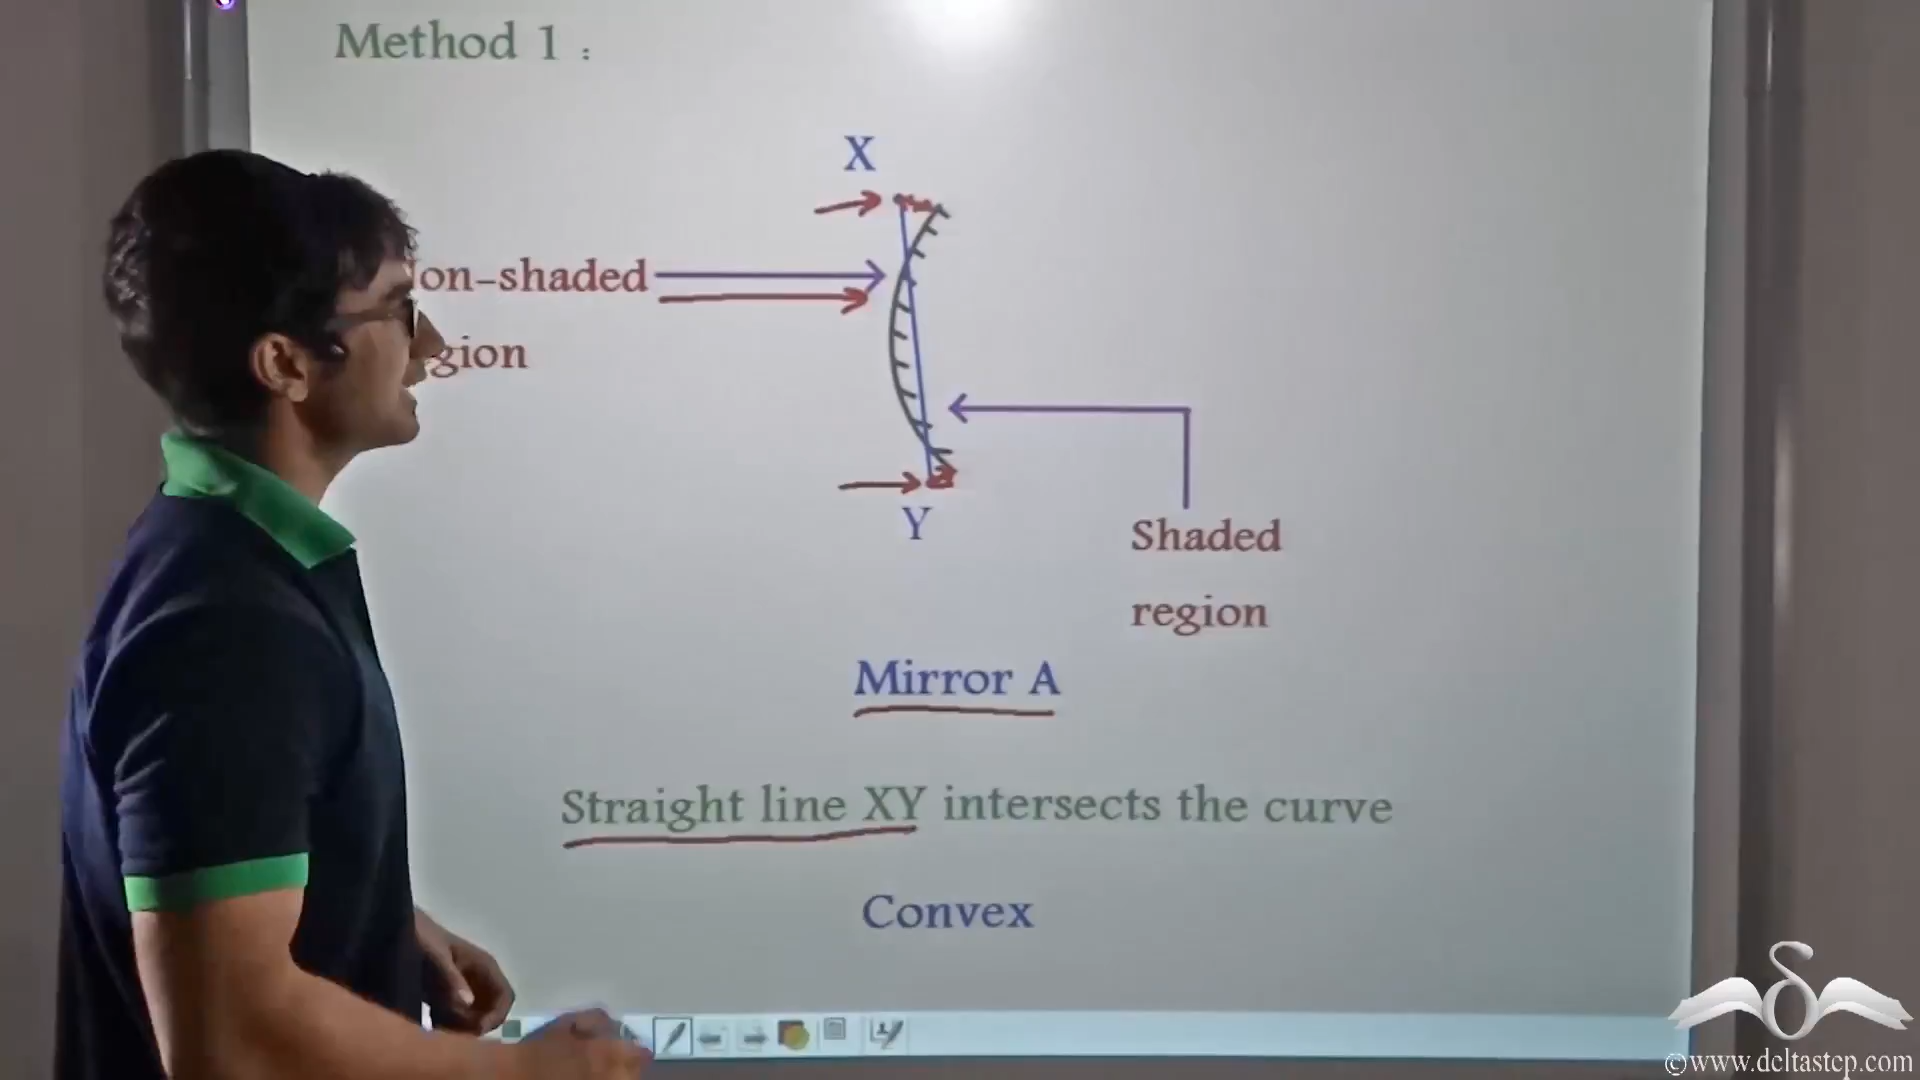 Method 1 :
X
on-shaded
gion
Y
Shaded
region
Mirror A
Straight line XY intersects the curve
Convex
©www.deltastep.com